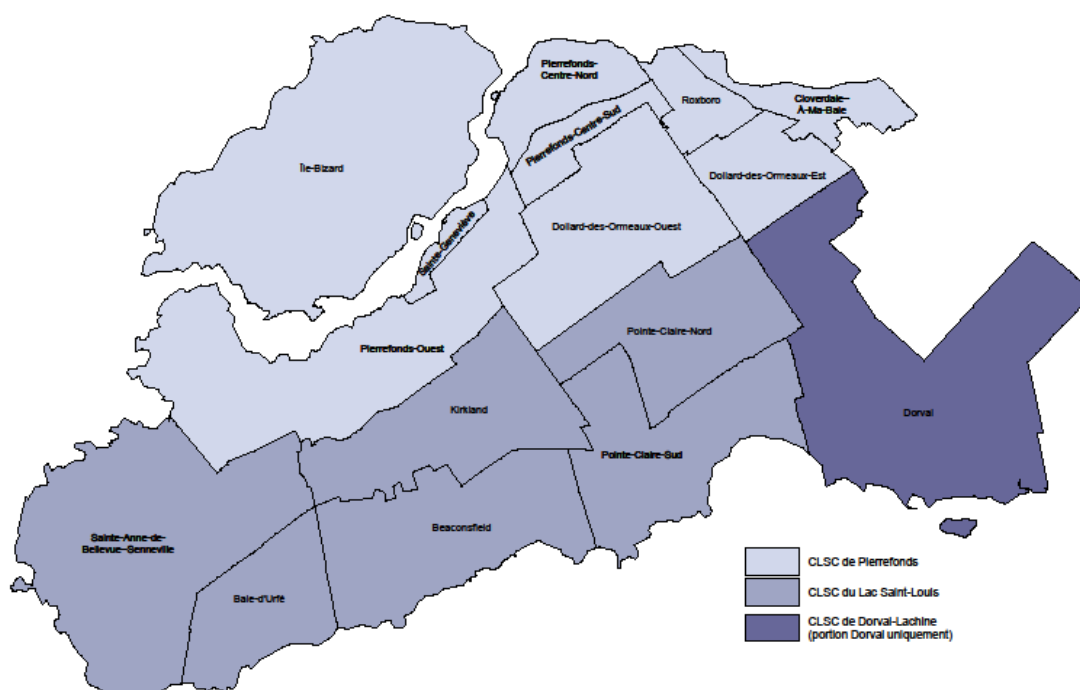 Pierrefonds-
Centre-Nord
Roxboro
Cloverdale–
À-Ma-Baie
Pierrefonds-Centre-Sud
Île-Bizard
Dollard-des-Ormeaux-Est
Sainte-Geneviève
Dollard-des-Ormeaux-Ouest
Pointe-Claire-Nord
Pierrefonds-Ouest
Kirkland
Dorval
Pointe-Claire-Sud
Sainte-Anne-de-
Bellevue–Senneville
Beaconsfield
Baie-d'Urfé
CLSC de Pierrefonds
CLSC du Lac Saint-Louis
CLSC de Dorval-Lachine
(portion Dorval uniquement)